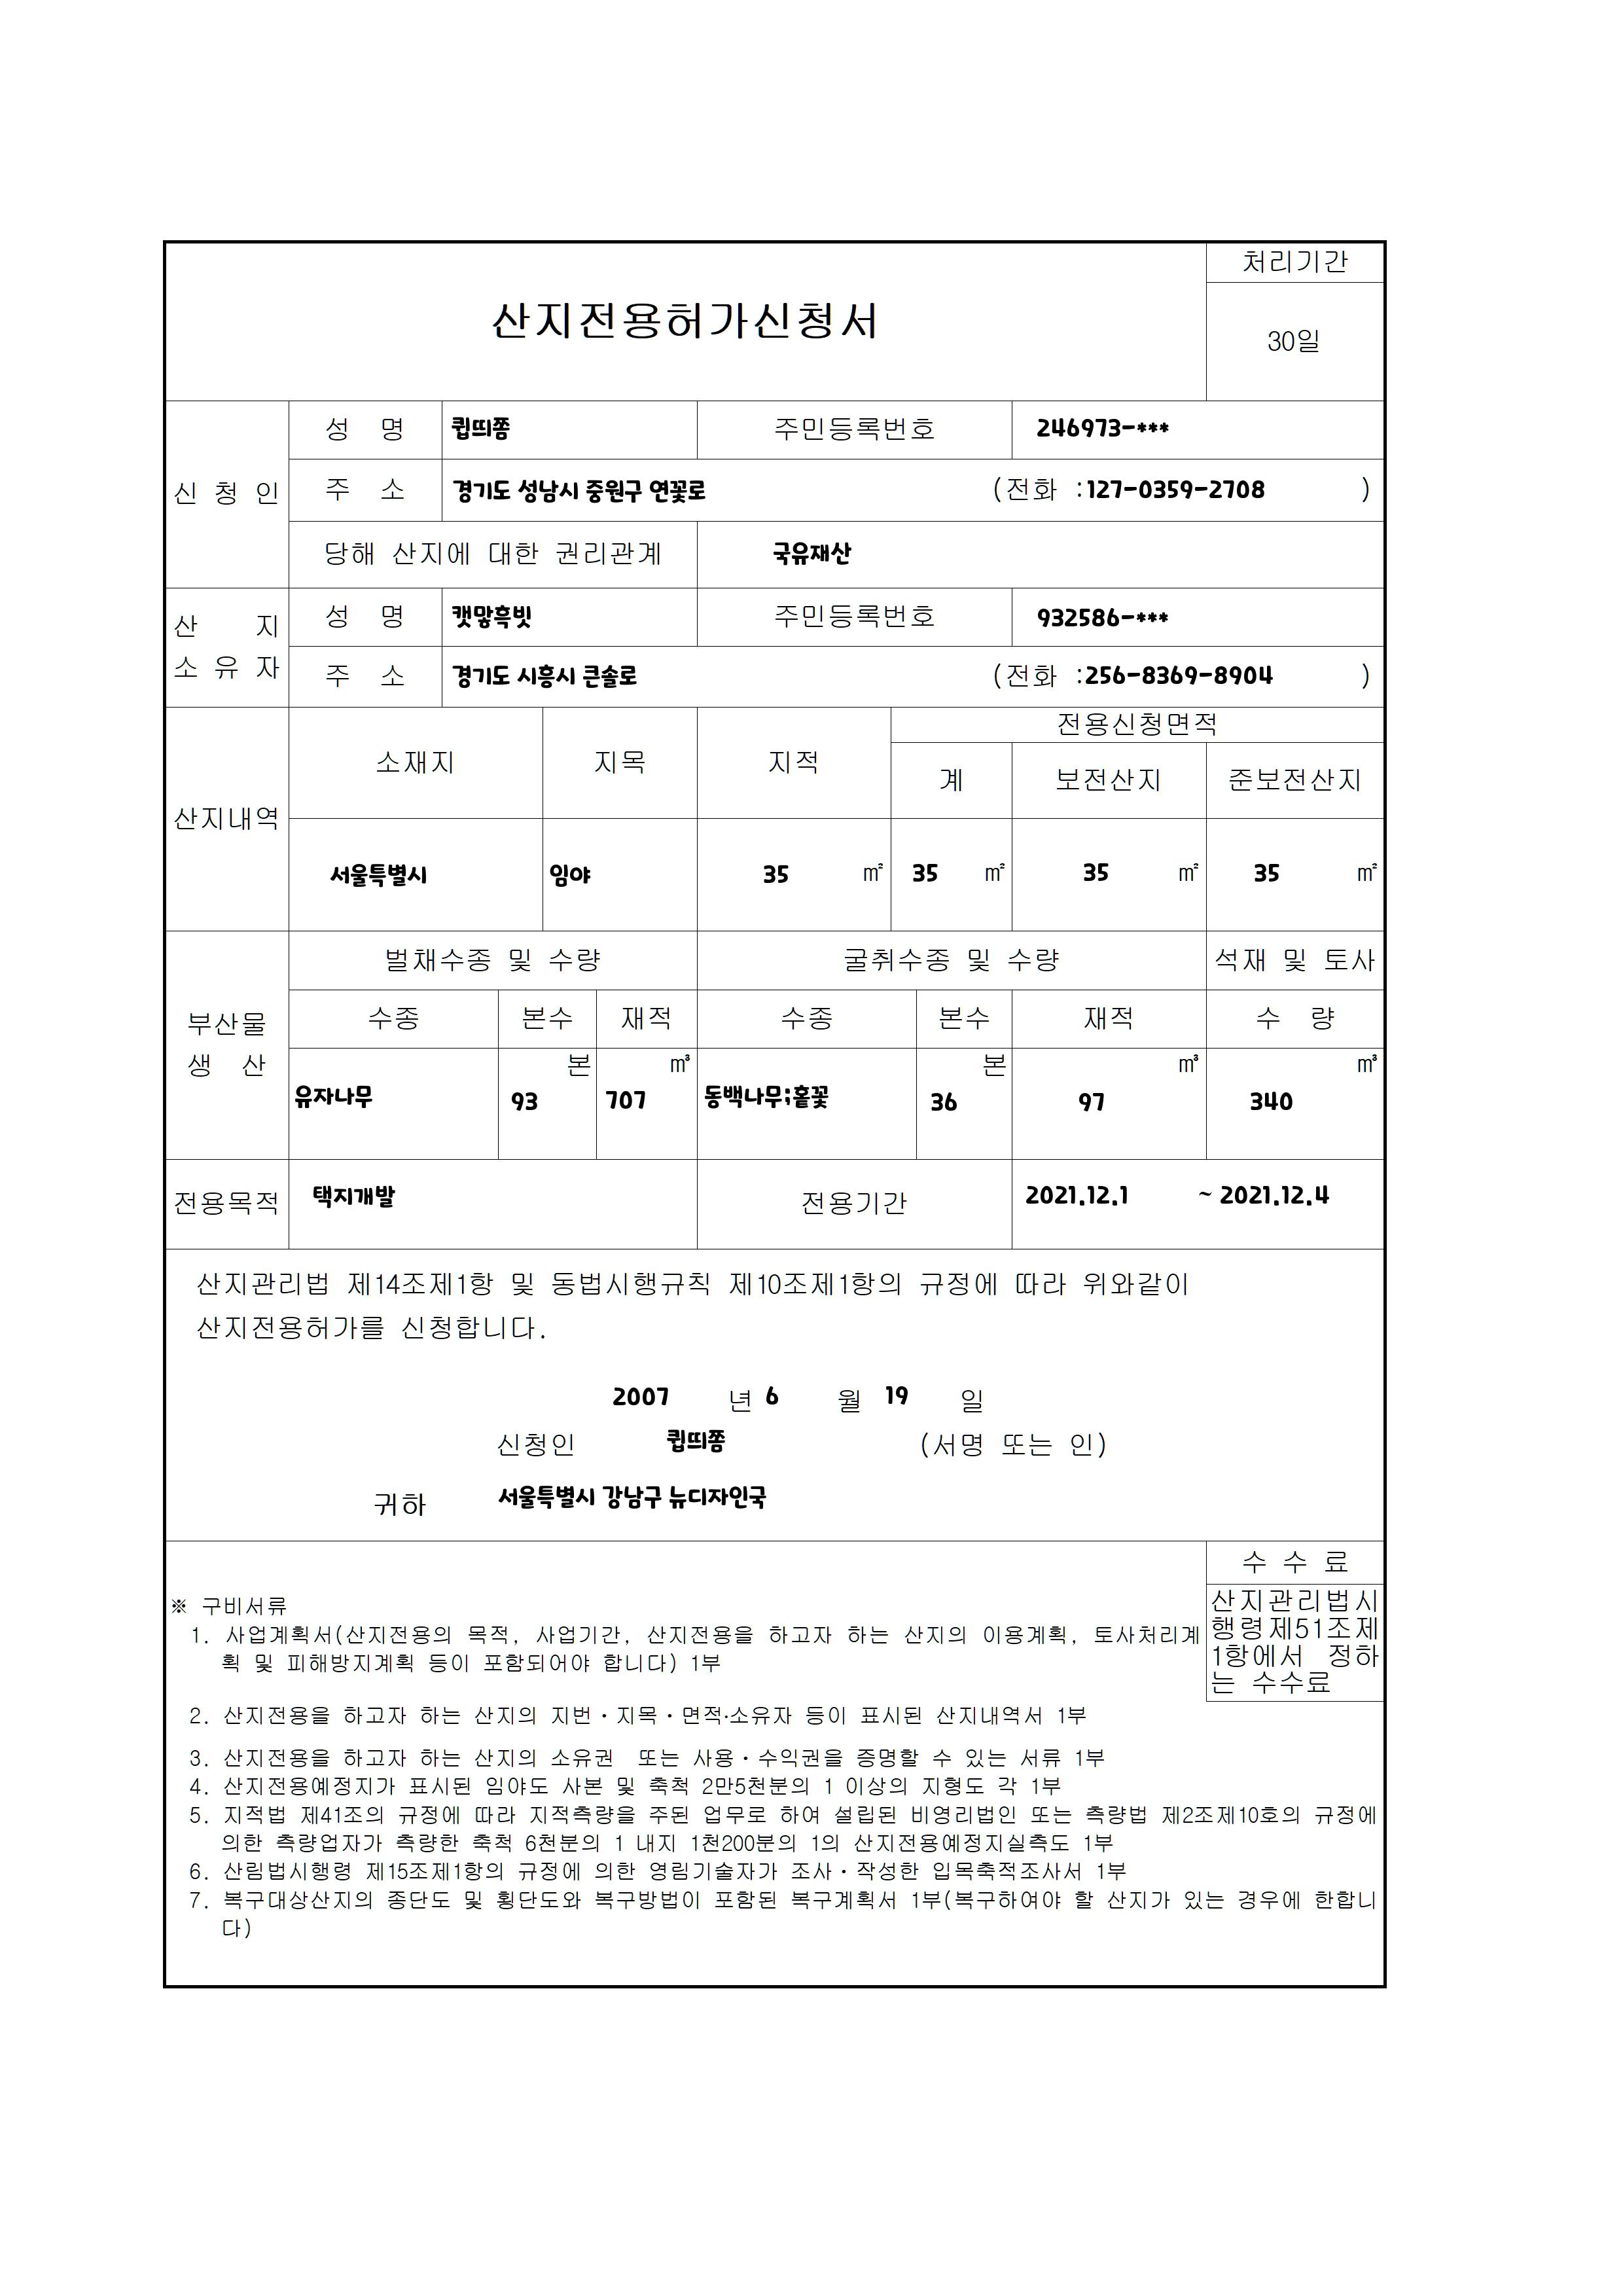 처리기간
산지전용허가신청서
30일
신 청 인
성 명 퀿띄쫌 주민등록번호 246973-***
주 소 경기도 성남시 중원구 연꽃로 (전화 :127-0359-2708 )
당해 산지에 대한 권리관계 국유재산
산 지
소 유 자
성 명 캣맣흑빗 주민등록번호 932586-***
주 소 경기도 시흥시 큰솔로 (전화 :256-8369-8904 )
산지내역
소재지 지목 지적 전용신청면적
계 보전산지 준보전산지
서울특별시 임야 35 ㎡ 35 ㎡ 35 ㎡ 35 ㎡
부산물
생 산
벌채수종 및 수량 굴취수종 및 수량 석재 및 토사
수종 본수 재적 수종 본수 재적 수 량
본 ㎥ 본 ㎥ ㎥
유자나무 93 707 동백나무;홑꽃 36 97 340
전용목적 택지개발 전용기간 2021.12.1 ~ 2021.12.4
산지관리법 제14조제1항 및 동법시행규칙 제10조제1항의 규정에 따라 위와같이
산지전용허가를 신청합니다.
2007 년 6 월 19 일
신청인 퀿띄쫌 (서명 또는 인)
귀하 서울특별시 강남구 뉴디자인국
수 수 료
산지관리법시
행령제51조제
1항에서 정하
는 수수료
※ 구비서류
1. 사업계획서(산지전용의 목적, 사업기간, 산지전용을 하고자 하는 산지의 이용계획, 토사처리계
획 및 피해방지계획 등이 포함되어야 합니다) 1부
2. 산지전용을 하고자 하는 산지의 지번·지목·면적·소유자 등이 표시된 산지내역서 1부
3. 산지전용을 하고자 하는 산지의 소유권 또는 사용·수익권을 증명할 수 있는 서류 1부
4. 산지전용예정지가 표시된 임야도 사본 및 축척 2만5천분의 1 이상의 지형도 각 1부
5. 지적법 제41조의 규정에 따라 지적측량을 주된 업무로 하여 설립된 비영리법인 또는 측량법 제2조제10호의 규정에
의한 측량업자가 측량한 축척 6천분의 1 내지 1천200분의 1의 산지전용예정지실측도 1부
6. 산림법시행령 제15조제1항의 규정에 의한 영림기술자가 조사·작성한 입목축적조사서 1부
7. 복구대상산지의 종단도 및 횡단도와 복구방법이 포함된 복구계획서 1부(복구하여야 할 산지가 있는 경우에 한합니
다)